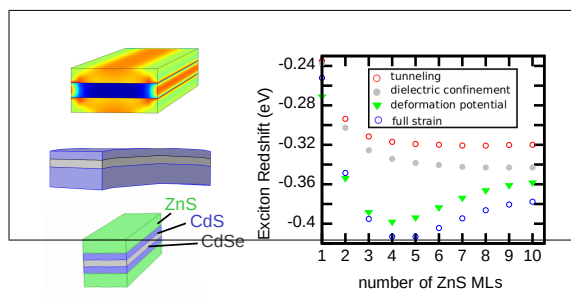 ZnS
CdS
CdSe
Exciton Redshift (eV)
-0.24
-0.28
-0.32
-0.36
-0.4
tunneling
dielectric confinement
deformation potential
full strain
1 2 3 4 5 6 7 8 9 10
number of ZnS MLs